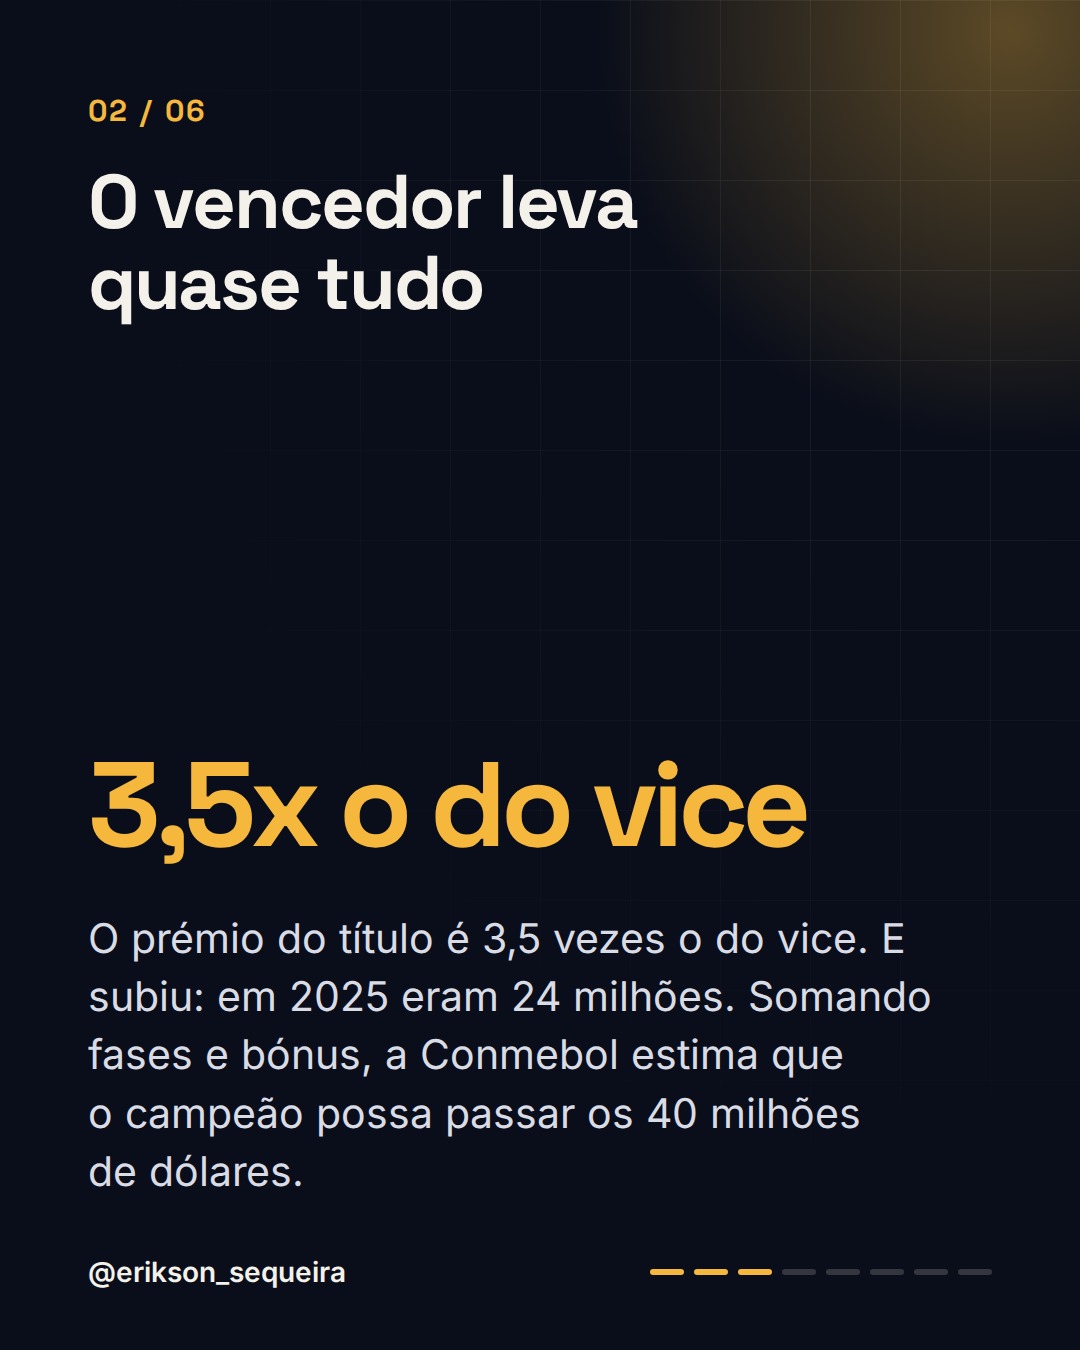 02 / 06
O vencedor leva
quase tudo
3,5x o do vice
O prémio do título é 3,5 vezes o do vice. E
subiu: em 2025 eram 24 milhões. Somando
fases e bónus, a Conmebol estima que
o campeão possa passar os 40 milhões
de dólares.
@erikson_sequeira